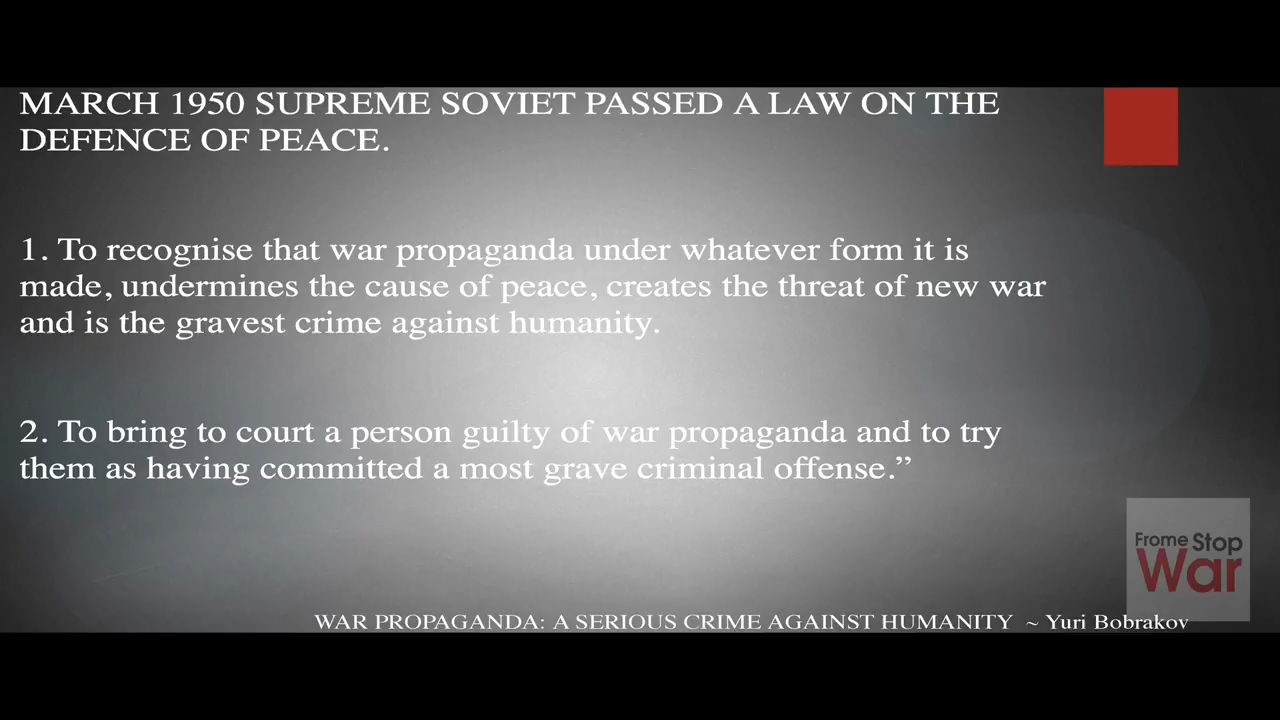 MARCH 1950 SUPREME SOVIET PASSED A LAW ON THE
DEFENCE OF PEACE.
1. To recognise that war propaganda under whatever form it is
made, undermines the cause of peace, creates the threat of new war
and is the gravest crime against humanity.
2. To bring to court a person guilty of war propaganda and to try
them as having committed a most grave criminal offense.”
Frome Stop
War
WAR PROPAGANDA: A SERIOUS CRIME AGAINST HUMANITY ~ Yuri Bobrakov